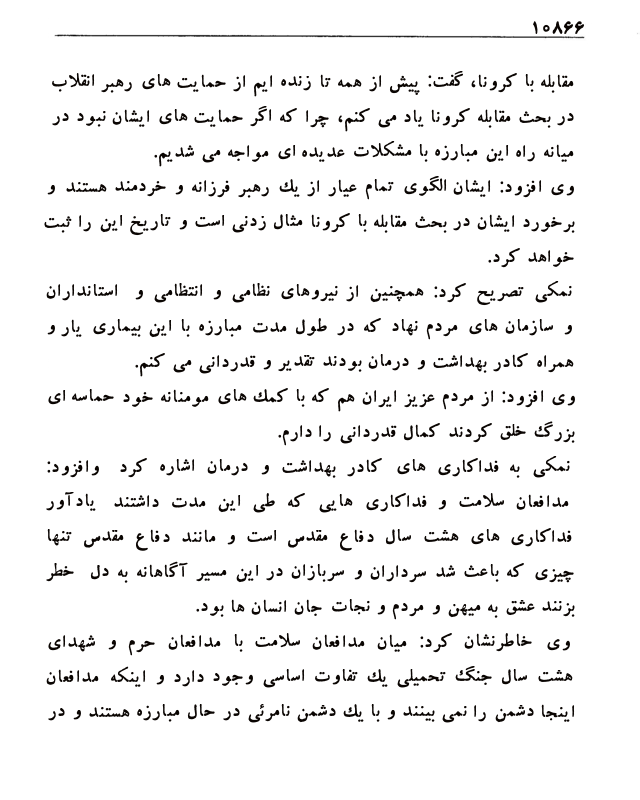 ۱۰۸۶۶
مقابله با کرونا، گفت: پیش از همه تا زنده ایم از حمایت های رهبر انقلاب
در بحث مقابله کرونا یاد می کنم، چرا که اگر حمایت های ایشان نبود در
میانه راه این مبارزه با مشکلات عدیده ای مواجه می شدیم.
وی افزود: ایشان الگوی تمام عیار از یك رهبر فرزانه و خردمند هستند و
برخورد ایشان در بحث مقابله با کرونا مثال زدنی است و تاریخ این را ثبت
خواهد کرد.
نمکی تصریح کرد: همچنین از نیروهای نظامی و انتظامی و استانداران
و سازمان های مردم نهاد که در طول مدت مبارزه با این بیماری یار و
همراه کادر بهداشت و درمان بودند تقدیر و قدردانی می کنم.
وی افزود: از مردم عزیز ایران هم که با کمك های مومنانه خود حماسه ای
بزرگ خلق کردند کمال قدردانی را دارم.
نمکی به فداکاری های کادر بهداشت و درمان اشاره کرد وافزود:
مدافعان سلامت و فداکاری هایی که طی این مدت داشتند یادآور
فداکاری های هشت سال دفاع مقدس است و مانند دفاع مقدس تنها
چیزی که باعث شد سرداران و سربازان در این مسیر آگاهانه به دل خطر
بزنند عشق به میهن و مردم و نجات جان انسان ها بود.
وی خاطرنشان کرد: میان مدافعان سلامت با مدافعان حرم و شهدای
هشت سال جنگ تحمیلی یك تفاوت اساسی وجود دارد و اینکه مدافعان
اینجا دشمن را نمی بینند و با یك دشمن نامرئی در حال مبارزه هستند و در